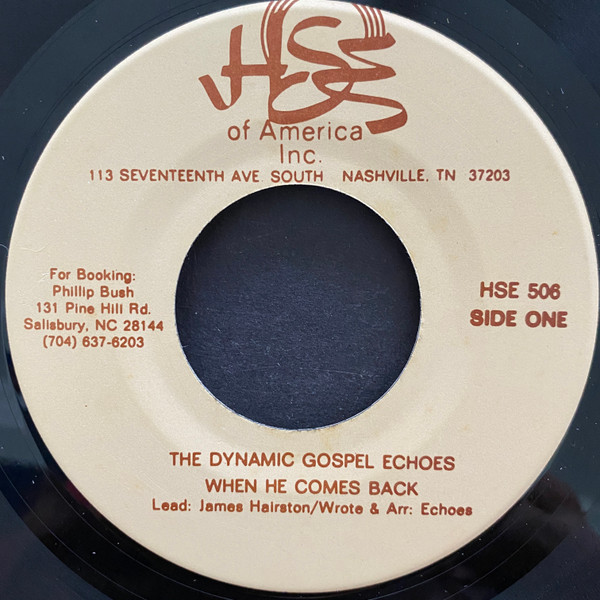 HSE
of America
Inc.
113 SEVENTEENTH AVE. SOUTH NASHVILLE, TN 37203
For Booking:
Phillip Bush
131 Pine Hill Rd.
Salisbury, NC 28144
(704) 637-6203
HSE 506
SIDE ONE
THE DYNAMIC GOSPEL ECHOES
WHEN HE COMES BACK
Lead: James Hairston/Wrote & Arr: Echoes